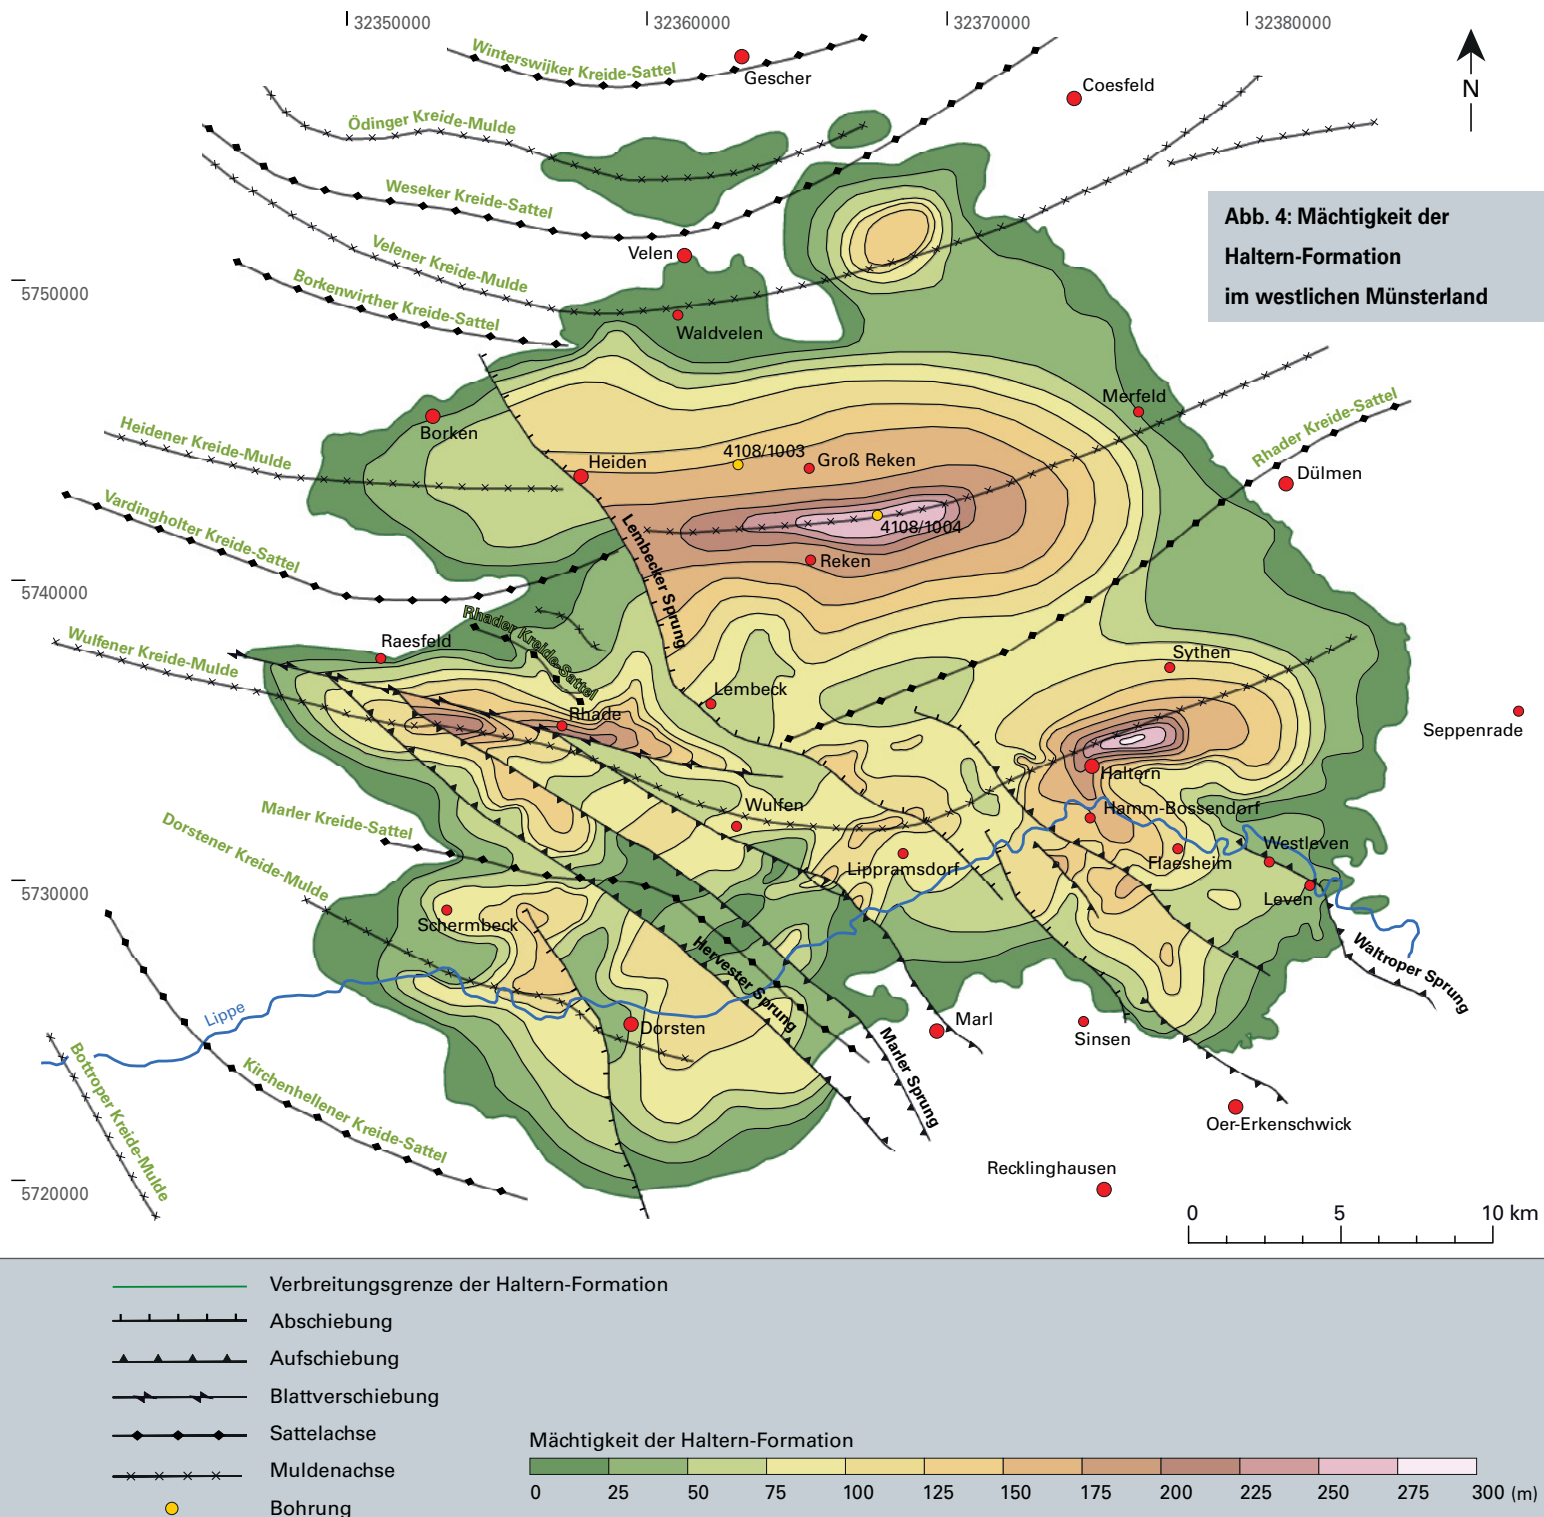 32350000
32360000
32370000
32380000
Winterswijker Kreide-Sattel
Gescher
Coesfeld
N
Ödinger Kreide-Mulde
Weseker Kreide-Sattel
Velener Kreide-Mulde
Velen
Borkenwirther Kreide-Sattel
Waldvelen
Abb. 4: Mächtigkeit der
Haltern-Formation
im westlichen Münsterland
5750000
Merfeld
Rhader Kreide-Sattel
Borken
Heidener Kreide-Mulde
Heiden
4108/1003
Groß Reken
Dülmen
Vardingholter Kreide-Sattel
4108/1004
Lembecker Sprung
Reken
5740000
Rhader Kreide-Sattel
Wulfener Kreide-Mulde
Raesfeld
Sythen
Lembeck
Rhade
Seppenrade
Haltern
Marler Kreide-Sattel
Wulfen
Hamm-Bossendorf
Dorstener Kreide-Mulde
Westleven
Flaesheim
Lippramsdorf
5730000
Leven
Schermbeck
Hervester Sprung
Waltroper Sprung
Lippe
Dorsten
Marl
Sinsen
Marler Sprung
Bottroper Kreide-Mulde
Kirchenhellener Kreide-Sattel
Oer-Erkenschwick
Recklinghausen
5720000
0 5 10 km
Verbreitungsgrenze der Haltern-Formation
Abschiebung
Aufschiebung
Blattverschiebung
Sattelachse
Muldenachse
Bohrung
Mächtigkeit der Haltern-Formation
0 25 50 75 100 125 150 175 200 225 250 275 300 (m)